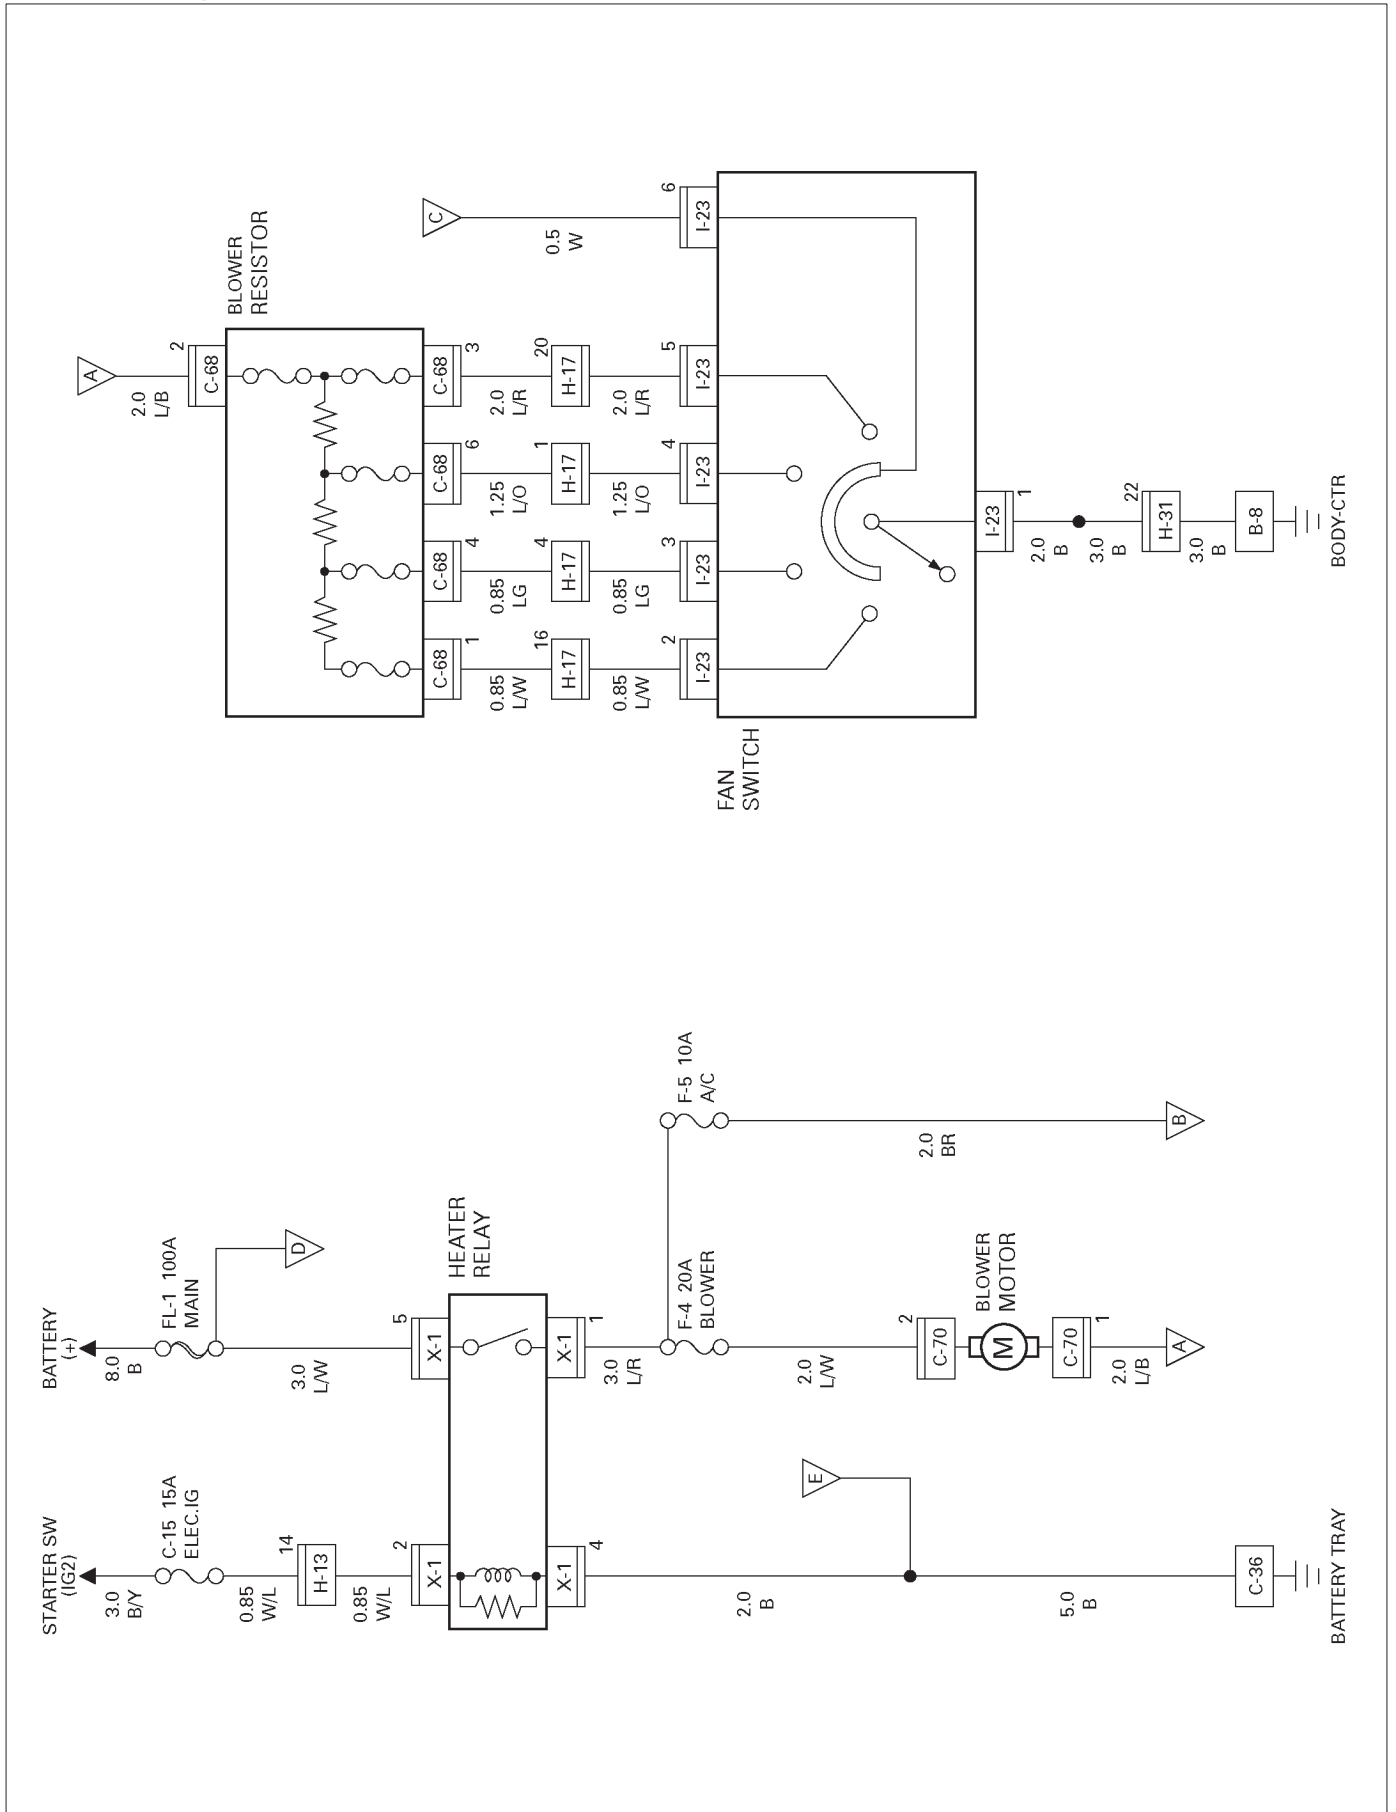 STARTER SW
(IG2)
3.0
B/Y
C-15 15A
ELEC.IG
0.85
W/L
14
H-13
0.85
W/L
2
X-1
X-1
4
2.0
B
E
5.0
B
C-36
BATTERY TRAY
BATTERY
(+)
8.0
B
FL-1 100A
MAIN
D
3.0
L/W
5
X-1
HEATER
RELAY
X-1
1
3.0
L/R
F-4 20A
BLOWER
F-5 10A
A/C
2.0
L/W
2.0
BR
2
C-70
BLOWER
MOTOR
M
C-70
1
2.0
L/B
A
B
A
2.0
L/B
2
C-68
BLOWER
RESISTOR
C-68
1
C-68
4
C-68
6
C-68
3
0.85
L/W
0.85
LG
1.25
L/O
2.0
L/R
16
H-17
4
H-17
1
H-17
20
H-17
0.85
L/W
0.85
LG
1.25
L/O
2.0
L/R
C
0.5
W
2
I-23
3
I-23
4
I-23
5
I-23
6
I-23
FAN
SWITCH
I-23
1
2.0
B
3.0
B
22
H-31
3.0
B
B-8
BODY-CTR